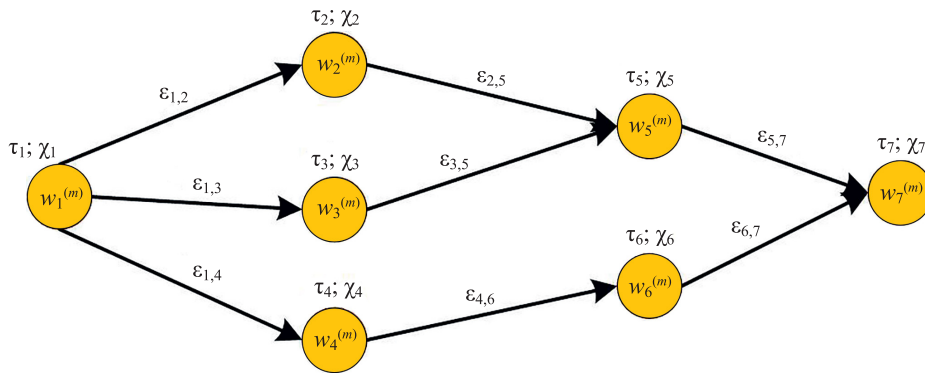 τ₂; χ₂
w₂⁽ᵐ⁾
ε₁,₂
ε₂,₅
τ₅; χ₅
w₅⁽ᵐ⁾
ε₅,₇
τ₁; χ₁
w₁⁽ᵐ⁾
ε₁,₃
τ₃; χ₃
w₃⁽ᵐ⁾
ε₃,₅
τ₇; χ₇
w₇⁽ᵐ⁾
ε₁,₄
τ₄; χ₄
w₄⁽ᵐ⁾
ε₄,₆
τ₆; χ₆
w₆⁽ᵐ⁾
ε₆,₇